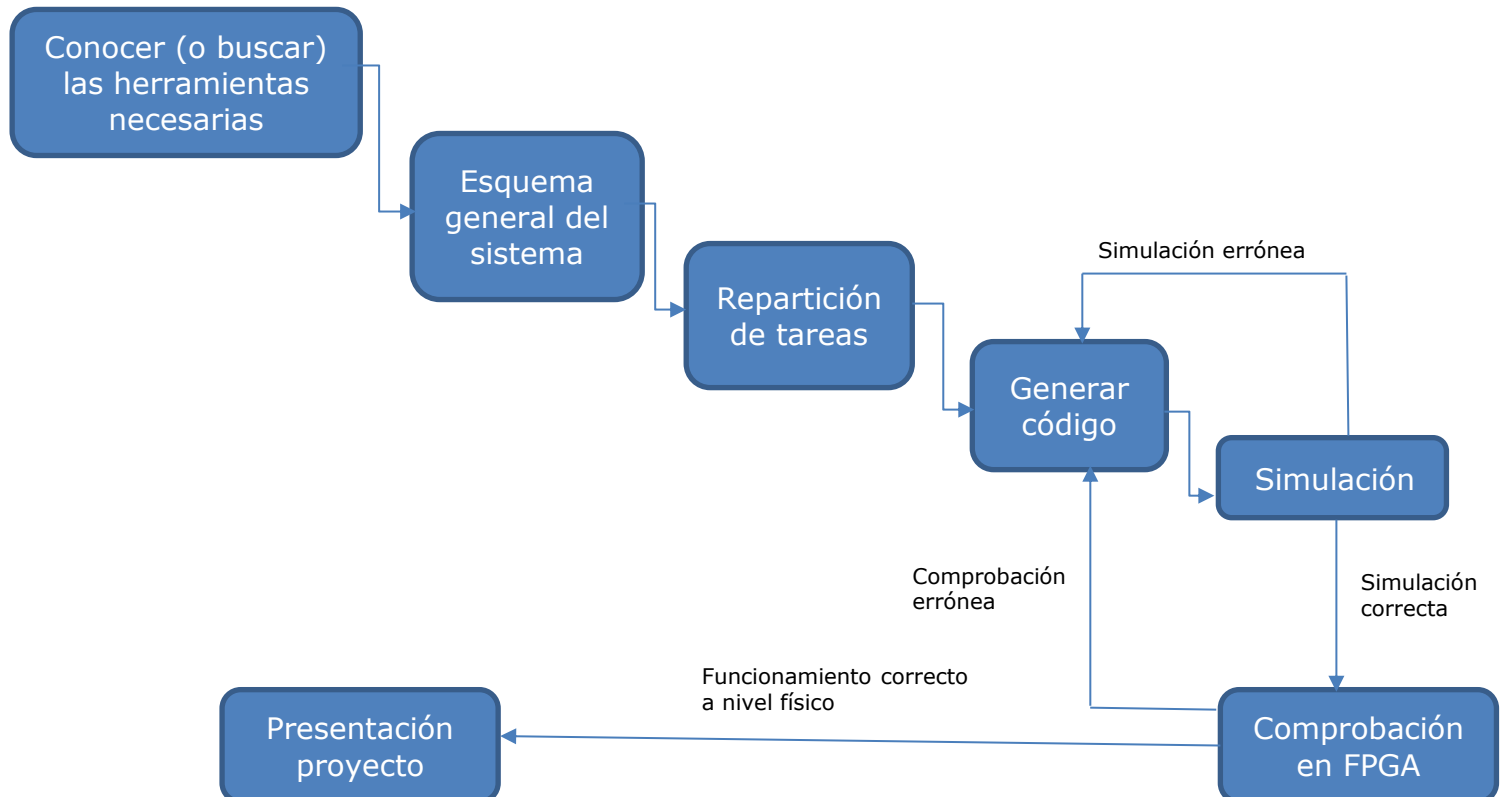 Conocer (o buscar)
las herramientas
necesarias
Esquema
general del
sistema
Repartición
de tareas
Simulación errónea
Generar
código
Simulación
Comprobación
errónea
Simulación
correcta
Funcionamiento correcto
a nivel físico
Presentación
proyecto
Comprobación
en FPGA